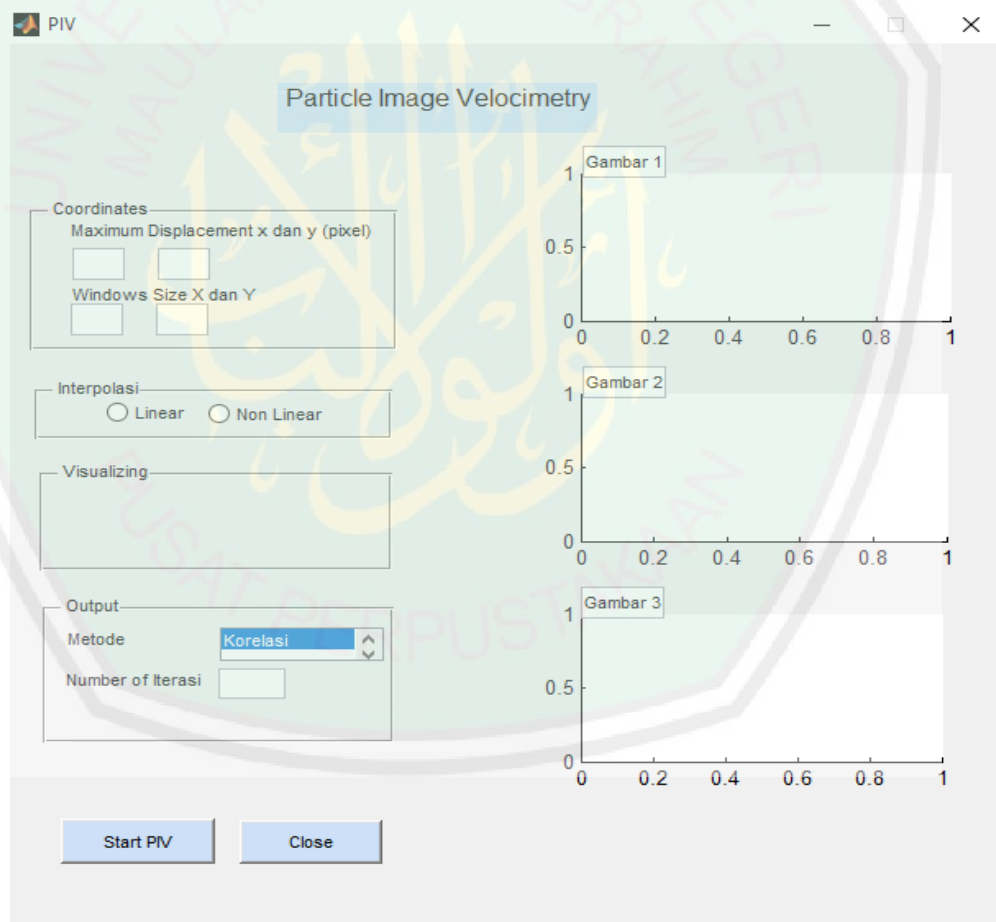 PIV
Particle Image Velocimetry
Coordinates
Maximum Displacement x dan y (pixel)
Windows Size X dan Y
Interpolasi
Linear
Non Linear
Visualizing
Output
Metode
Korelasi
Number of Iterasi
Start PIV
Close
Gambar 1
1
0.5
0
0 0.2 0.4 0.6 0.8 1
Gambar 2
1
0.5
0
0 0.2 0.4 0.6 0.8 1
Gambar 3
1
0.5
0
0 0.2 0.4 0.6 0.8 1
PUSAT PERPUSTAKAAN